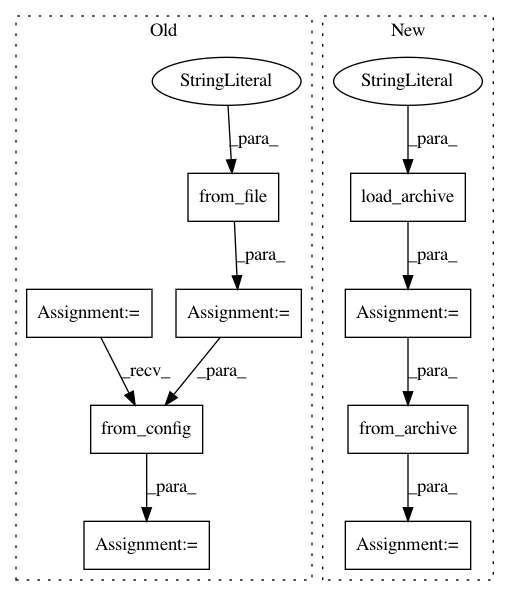 Old
New
StringLiteral
StringLiteral
_para_
_para_
from_file
load_archive
_para_
_para_
Assignment:=
Assignment:=
Assignment:=
_recv_
_para_
_para_
from_config
from_archive
_para_
_para_
Assignment:=
Assignment:=